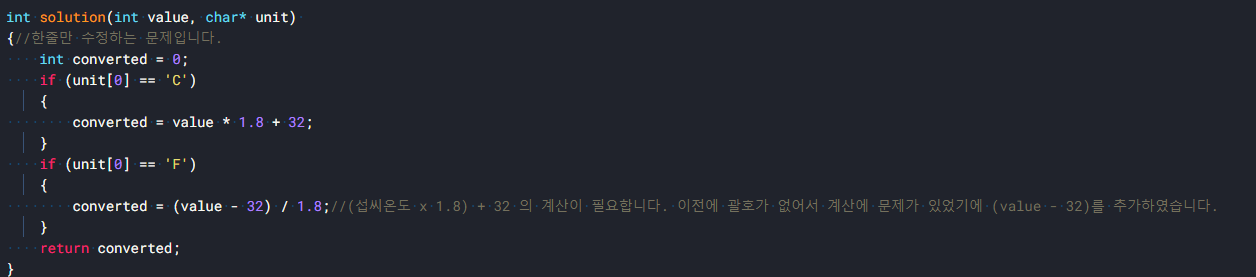 int solution(int value, char* unit)
{//한줄만 수정하는 문제입니다.
int converted = 0;
if (unit[0] == 'C')
{
converted = value * 1.8 + 32;
}
if (unit[0] == 'F')
{
converted = (value - 32) / 1.8;//(섭씨온도 x 1.8) + 32 의 계산이 필요합니다. 이전에 괄호가 없어서 계산에 문제가 있었기에 (value - 32)를 추가하였습니다.
}
return converted;
}